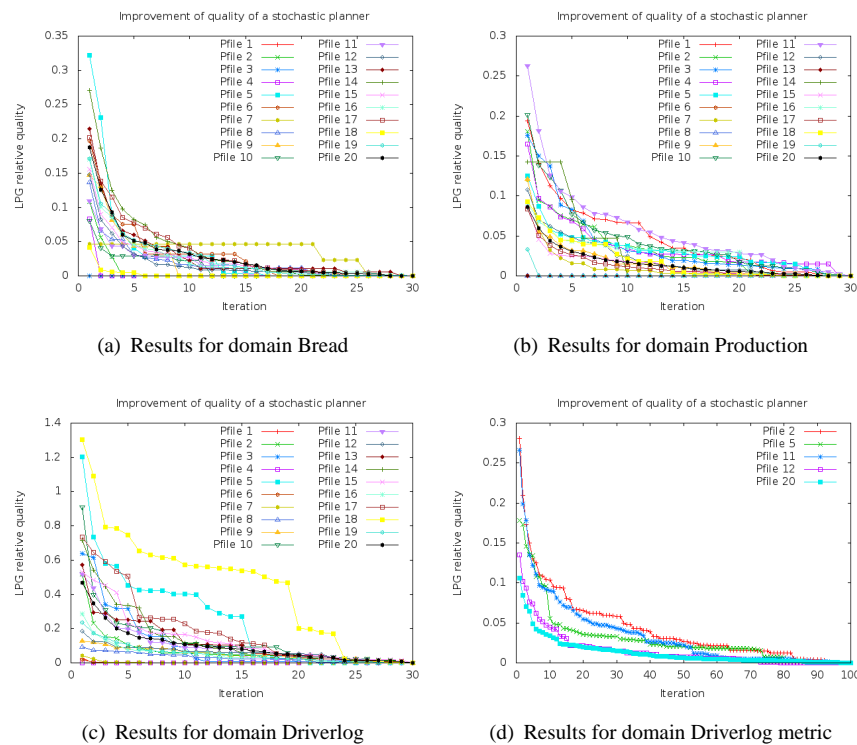 Improvement of quality of a stochastic planner
LPG relative quality
0.35
0.3
0.25
0.2
0.15
0.1
0.05
0
0 5 10 15 20 25 30
Iteration
Pfile 1 Pfile 11
Pfile 2 Pfile 12
Pfile 3 Pfile 13
Pfile 4 Pfile 14
Pfile 5 Pfile 15
Pfile 6 Pfile 16
Pfile 7 Pfile 17
Pfile 8 Pfile 18
Pfile 9 Pfile 19
Pfile 10 Pfile 20
(a) Results for domain Bread
Improvement of quality of a stochastic planner
LPG relative quality
0.3
0.25
0.2
0.15
0.1
0.05
0
0 5 10 15 20 25 30
Iteration
Pfile 1 Pfile 11
Pfile 2 Pfile 12
Pfile 3 Pfile 13
Pfile 4 Pfile 14
Pfile 5 Pfile 15
Pfile 6 Pfile 16
Pfile 7 Pfile 17
Pfile 8 Pfile 18
Pfile 9 Pfile 19
Pfile 10 Pfile 20
(b) Results for domain Production
Improvement of quality of a stochastic planner
LPG relative quality
1.4
1.2
1
0.8
0.6
0.4
0.2
0
0 5 10 15 20 25 30
Iteration
Pfile 1 Pfile 11
Pfile 2 Pfile 12
Pfile 3 Pfile 13
Pfile 4 Pfile 14
Pfile 5 Pfile 15
Pfile 6 Pfile 16
Pfile 7 Pfile 17
Pfile 8 Pfile 18
Pfile 9 Pfile 19
Pfile 10 Pfile 20
(c) Results for domain Driverlog
Improvement of quality of a stochastic planner
LPG relative quality
0.3
0.25
0.2
0.15
0.1
0.05
0
0 10 20 30 40 50 60 70 80 90 100
Iteration
Pfile 2
Pfile 5
Pfile 11
Pfile 12
Pfile 20
(d) Results for domain Driverlog metric